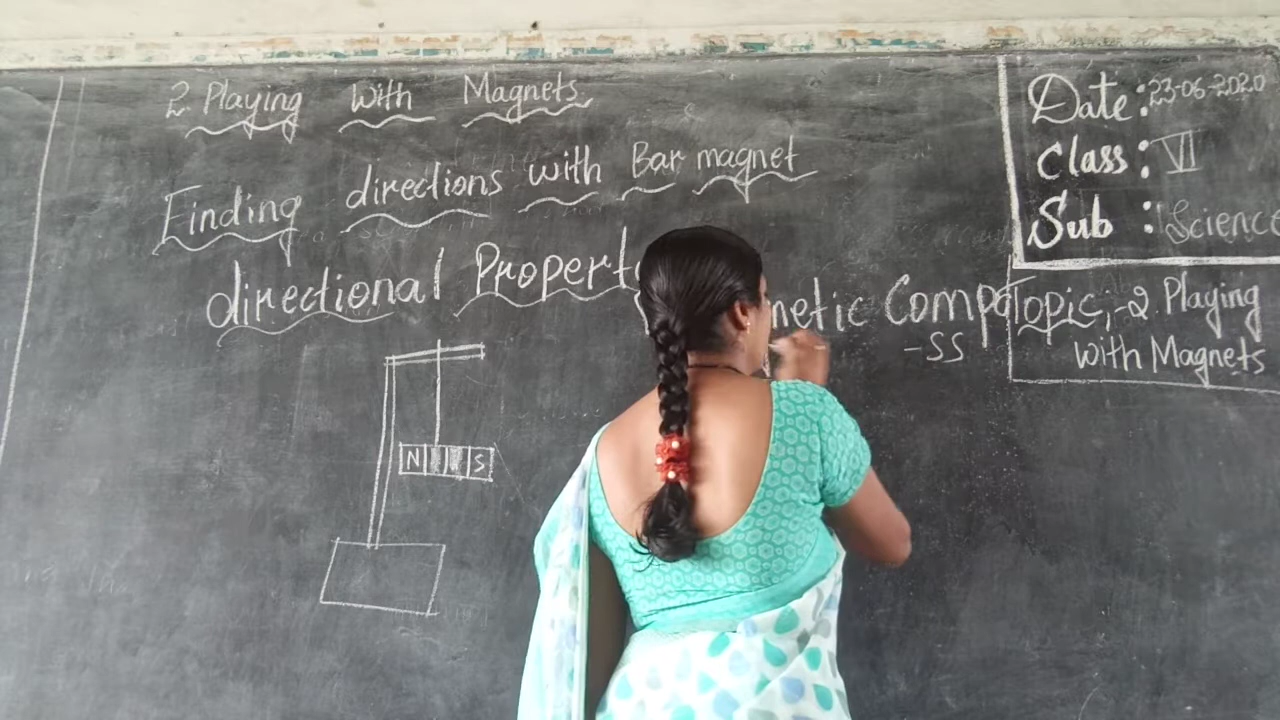 2. Playing with Magnets
Finding directions with Bar magnet
directional Propert
netic Compa
-SS
N S
Date: 23-06-2020
Class: VI
Sub : Science
Topic:-2 Playing
with Magnets